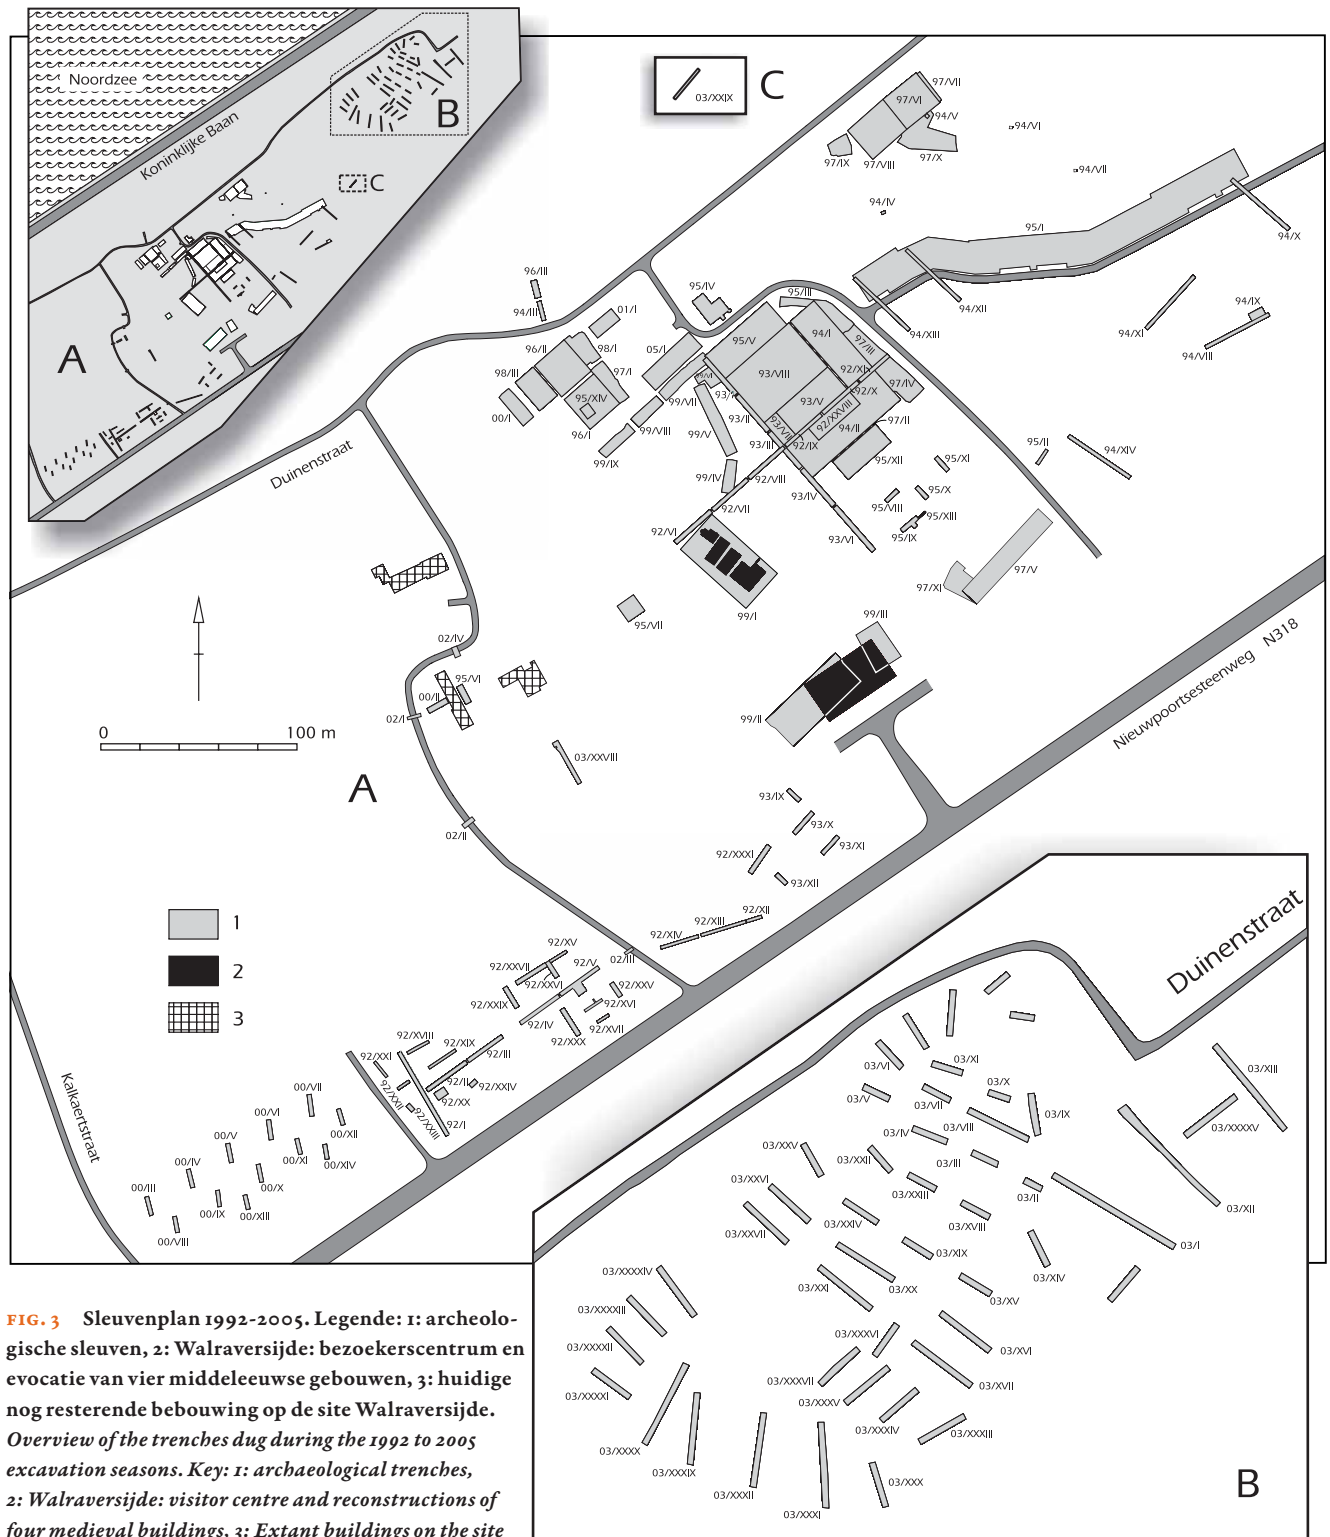 Noordzee
Koninklijke Baan
B
C
A
03/XXIX
C
97/VII
97/VI
94/V
94/VI
97/IX
97/VIII
97/X
94/VII
94/IV
95/I
94/X
96/III
94/III
01/I
95/IV
95/III
94/XII
94/XIII
94/XI
94/IX
94/VIII
96/II
98/I
98/III
97/I
05/I
95/V
94/I
97/III
93/VIII
92/XI
92/X
97/IV
00/I
95/XIV
96/I
99/VII
99/VIII
99/IX
99/V
93/II
93/V
93/VII
92/XXVIII
94/II
97/II
93/III
92/IX
95/XII
95/XI
95/II
94/XIV
99/IV
92/VIII
93/IV
95/X
95/VIII
95/XIII
95/IX
92/VII
92/VI
93/VI
Duinenstraat
99/I
97/XI
97/V
95/VII
99/III
02/IV
95/VI
00/II
02/I
99/II
Nieuwpoortsesteenweg N318
0 100 m
03/XXVIII
A
02/II
93/IX
93/X
93/XI
92/XXXI
93/XII
92/XII
92/XIII
92/XIV
1
2
3
92/XV
02/III
92/XXVII
92/V
92/XXVI
92/XXV
92/XXIX
92/XVI
92/IV
92/XVII
92/XXX
92/XVIII
92/XIX
92/III
92/XXI
92/II
92/XXIV
92/XXII
92/XX
92/XXIII
92/I
Kalkaertstraat
00/VII
00/VI
00/XII
00/V
00/XI
00/XIV
00/IV
00/X
00/III
00/IX
00/XIII
00/VIII
Duinenstraat
03/XIII
03/XI
03/VI
03/X
03/V
03/VII
03/IX
03/VIII
03/XXXXV
03/IV
03/XXV
03/XXII
03/III
03/XXVI
03/XXIII
03/II
03/XII
03/XXIV
03/XVIII
03/XXVII
03/I
03/XIX
03/XIV
03/XXXXIV
03/XXI
03/XX
03/XV
03/XXXXIII
03/XXXVI
03/XXXXII
03/XVI
03/XXXVII
03/XVII
03/XXXXI
03/XXXV
03/XXXIV
03/XXXIII
03/XXXX
03/XXXIX
03/XXXII
03/XXX
03/XXXI
B
FIG. 3 Sleuvenplan 1992-2005. Legende: 1: archeolo-
gische sleuven, 2: Walraversijde: bezoekerscentrum en
evocatie van vier middeleeuwse gebouwen, 3: huidige
nog resterende bebouwing op de site Walraversijde.
Overview of the trenches dug during the 1992 to 2005
excavation seasons. Key: 1: archaeological trenches,
2: Walraversijde: visitor centre and reconstructions of
four medieval buildings, 3: Extant buildings on the site